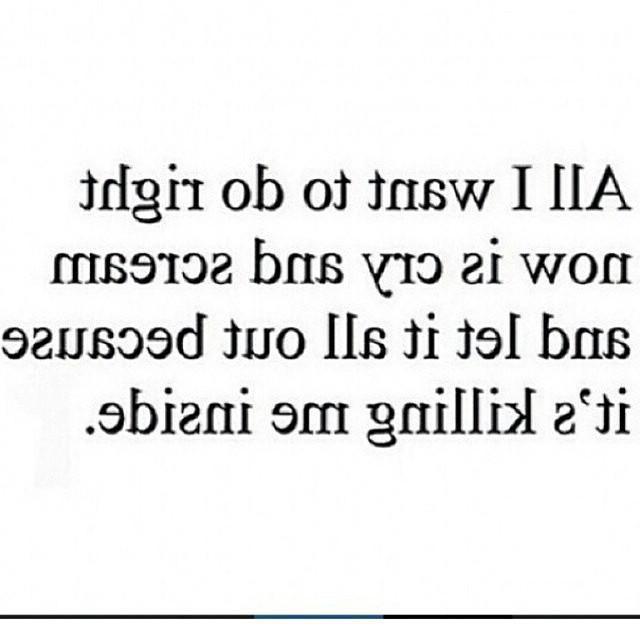 All I want to do right
now is cry and scream
and let it all out because
it's killing me inside.